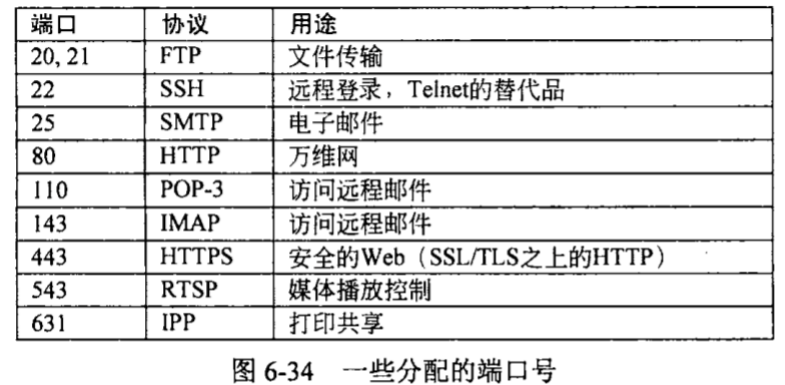 端口 协议 用途
20, 21 FTP 文件传输
22 SSH 远程登录，Telnet的替代品
25 SMTP 电子邮件
80 HTTP 万维网
110 POP-3 访问远程邮件
143 IMAP 访问远程邮件
443 HTTPS 安全的Web（SSL/TLS之上的HTTP）
543 RTSP 媒体播放控制
631 IPP 打印共享
图 6-34 一些分配的端口号